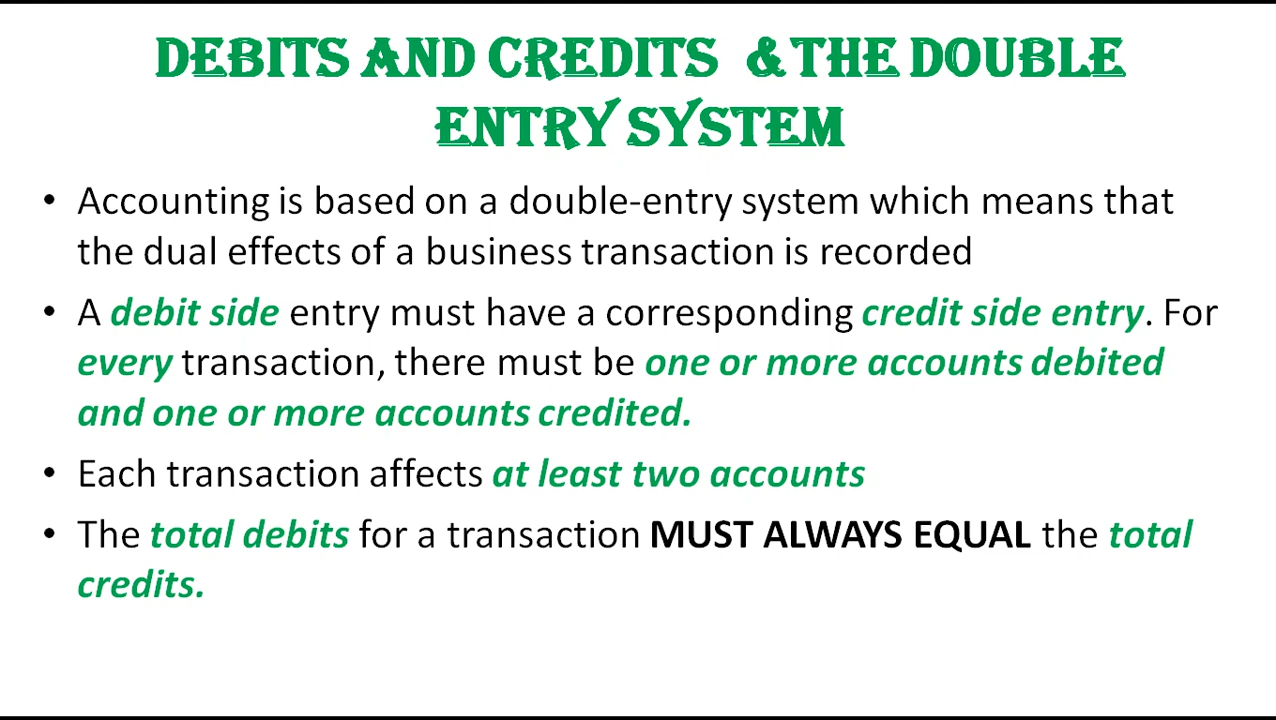 DEBITS AND CREDITS & THE DOUBLE
ENTRY SYSTEM
• Accounting is based on a double-entry system which means that
the dual effects of a business transaction is recorded
• A debit side entry must have a corresponding credit side entry. For
every transaction, there must be one or more accounts debited
and one or more accounts credited.
• Each transaction affects at least two accounts
• The total debits for a transaction MUST ALWAYS EQUAL the total
credits.